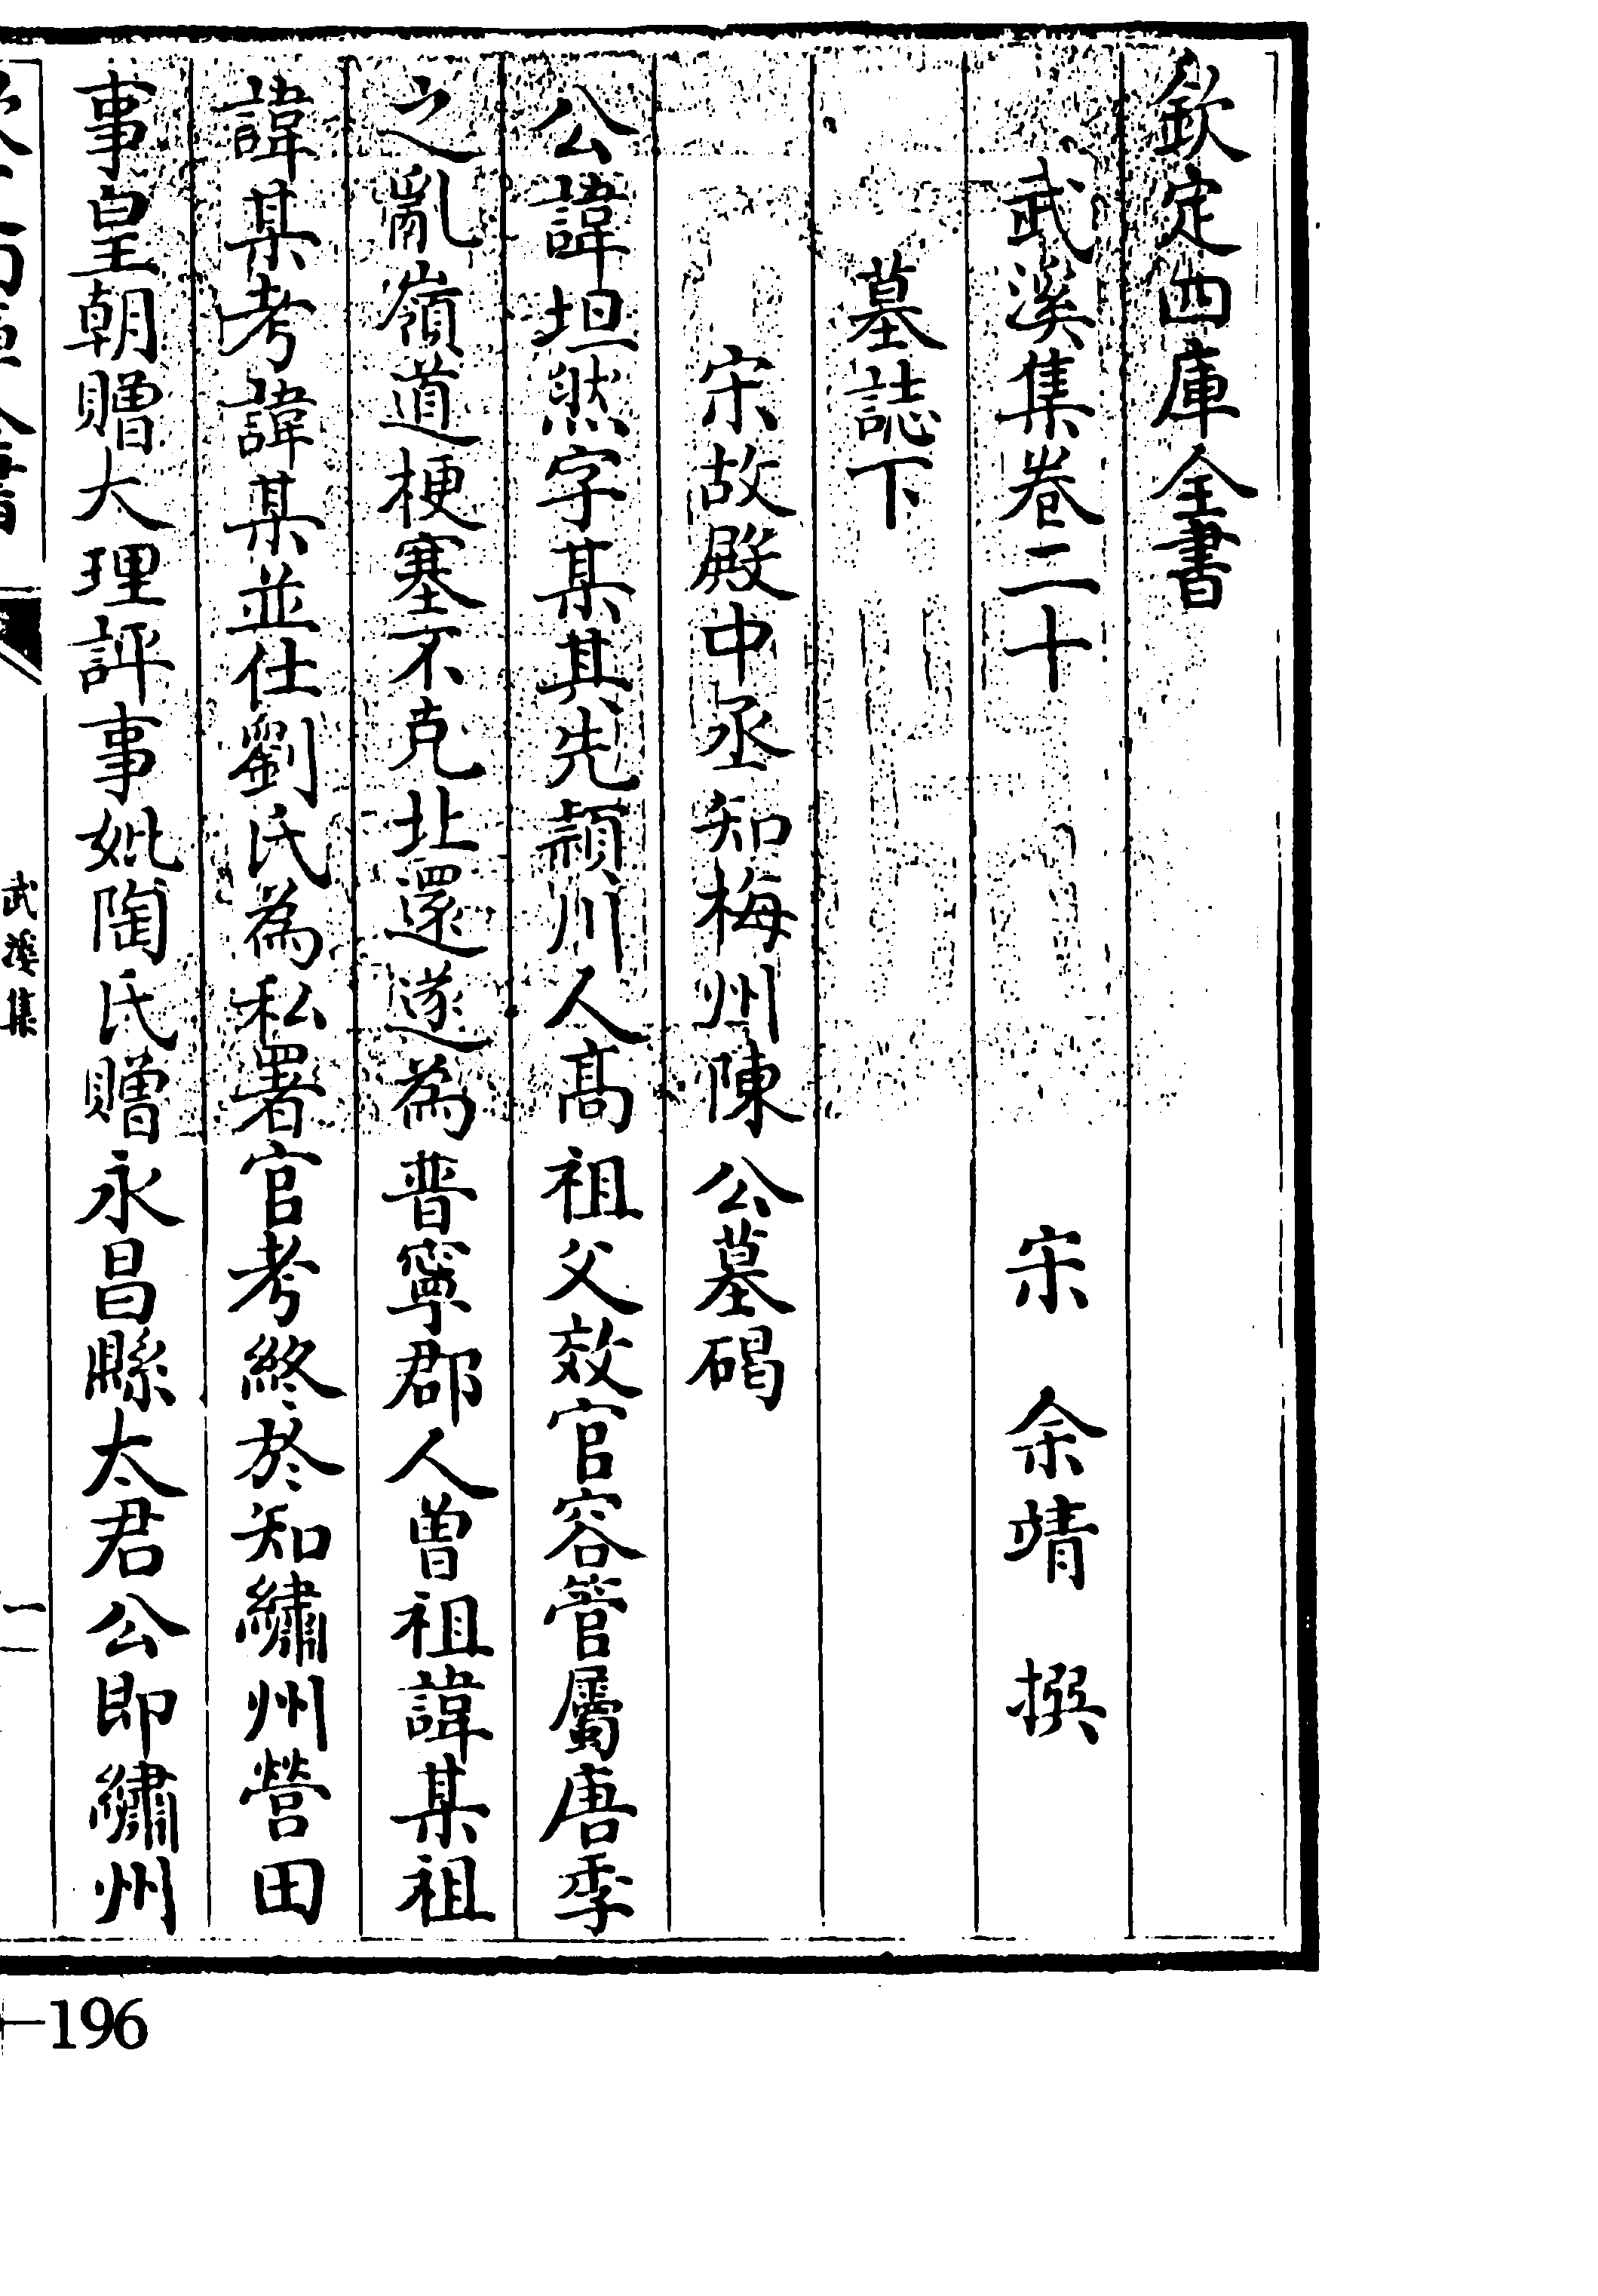 欽定四庫全書
武溪集卷二十 宋 余靖 撰
墓誌下
宋故殿中丞知梅州陳公墓碣
公諱坦然字某其先潁川人高祖父效官容管屬唐季
之亂嶺道梗塞不克北還遂為普寧郡人曾祖諱某祖
諱某考諱某並仕劉氏為私署官考終於知繡州營田
事皇朝贈大理評事妣陶氏贈永昌縣太君公即繡州
武溪集
一
196